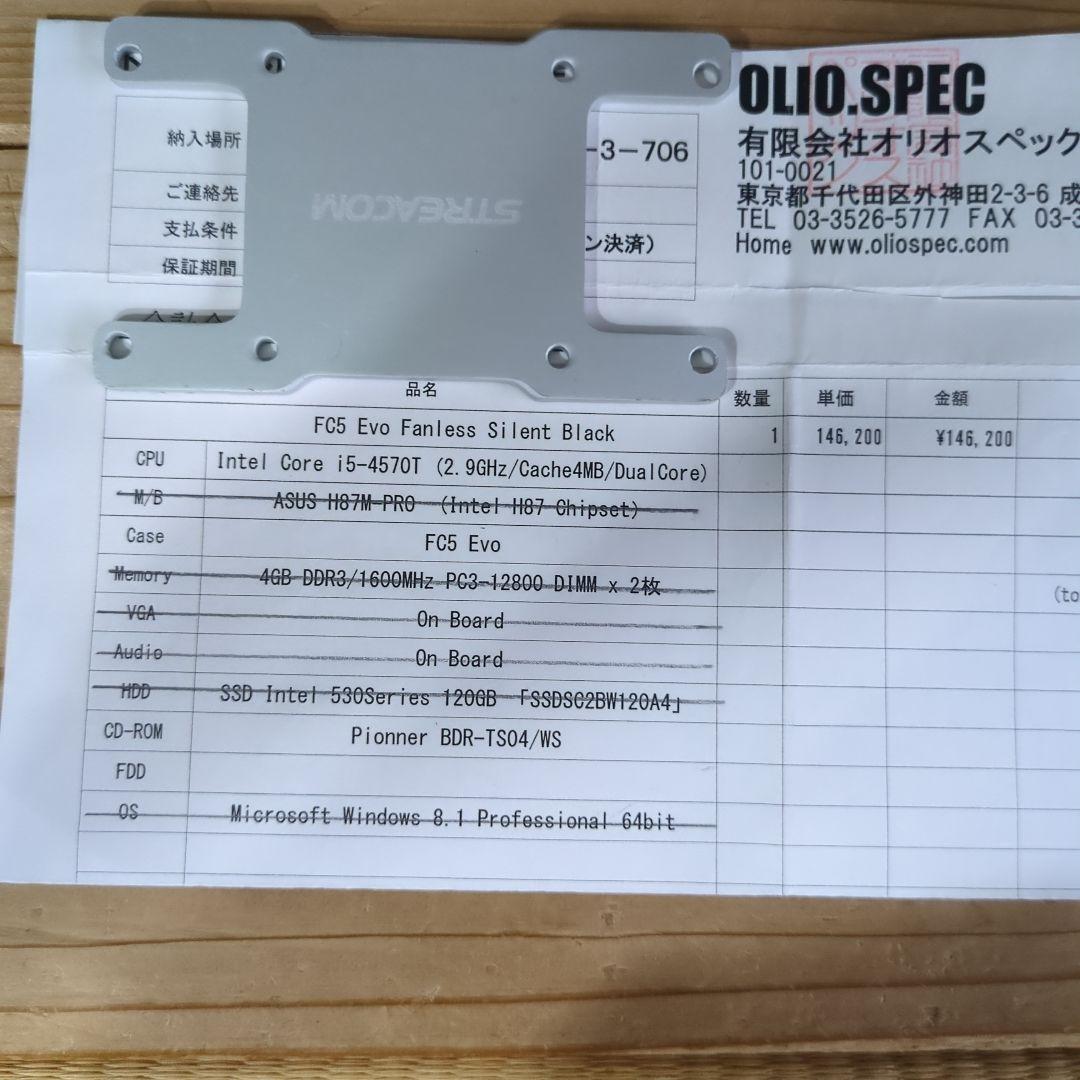 OLIO.SPEC
有限会社オリオスペック
101-0021
東京都千代田区外神田2-3-6 成
TEL 03-3526-5777 FAX 03-3
Home www.oliospec.com
納入場所 -3-706
ご連絡先
支払条件 ン決済)
保証期間
STREACOM
品名 数量 単価 金額
FC5 Evo Fanless Silent Black 1 146,200 ¥146,200
CPU Intel Core i5-4570T (2.9GHz/Cache4MB/DualCore)
M/B ASUS H87M-PRO (Intel H87 Chipset)
Case FC5 Evo
Memory 4GB DDR3/1600MHz PC3-12800 DIMM x 2枚 (to
VGA On Board
Audio On Board
HDD SSD Intel 530Series 120GB 「SSDSC2BW120A4」
CD-ROM Pionner BDR-TS04/WS
FDD
OS Microsoft Windows 8.1 Professional 64bit